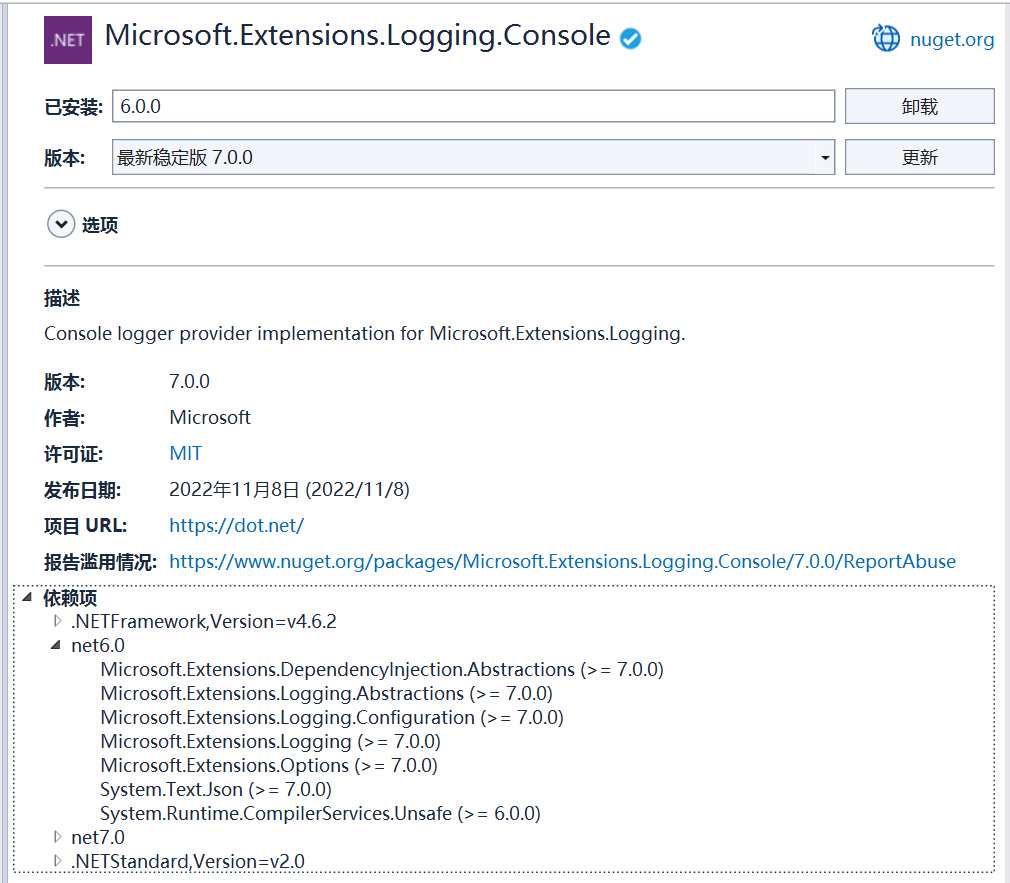 .NET Microsoft.Extensions.Logging.Console nuget.org
已安装: 6.0.0 卸载
版本: 最新稳定版 7.0.0 更新
选项
描述
Console logger provider implementation for Microsoft.Extensions.Logging.
版本: 7.0.0
作者: Microsoft
许可证: MIT
发布日期: 2022年11月8日 (2022/11/8)
项目 URL: https://dot.net/
报告滥用情况: https://www.nuget.org/packages/Microsoft.Extensions.Logging.Console/7.0.0/ReportAbuse
依赖项
.NETFramework,Version=v4.6.2
net6.0
Microsoft.Extensions.DependencyInjection.Abstractions (>= 7.0.0)
Microsoft.Extensions.Logging.Abstractions (>= 7.0.0)
Microsoft.Extensions.Logging.Configuration (>= 7.0.0)
Microsoft.Extensions.Logging (>= 7.0.0)
Microsoft.Extensions.Options (>= 7.0.0)
System.Text.Json (>= 7.0.0)
System.Runtime.CompilerServices.Unsafe (>= 6.0.0)
net7.0
.NETStandard,Version=v2.0